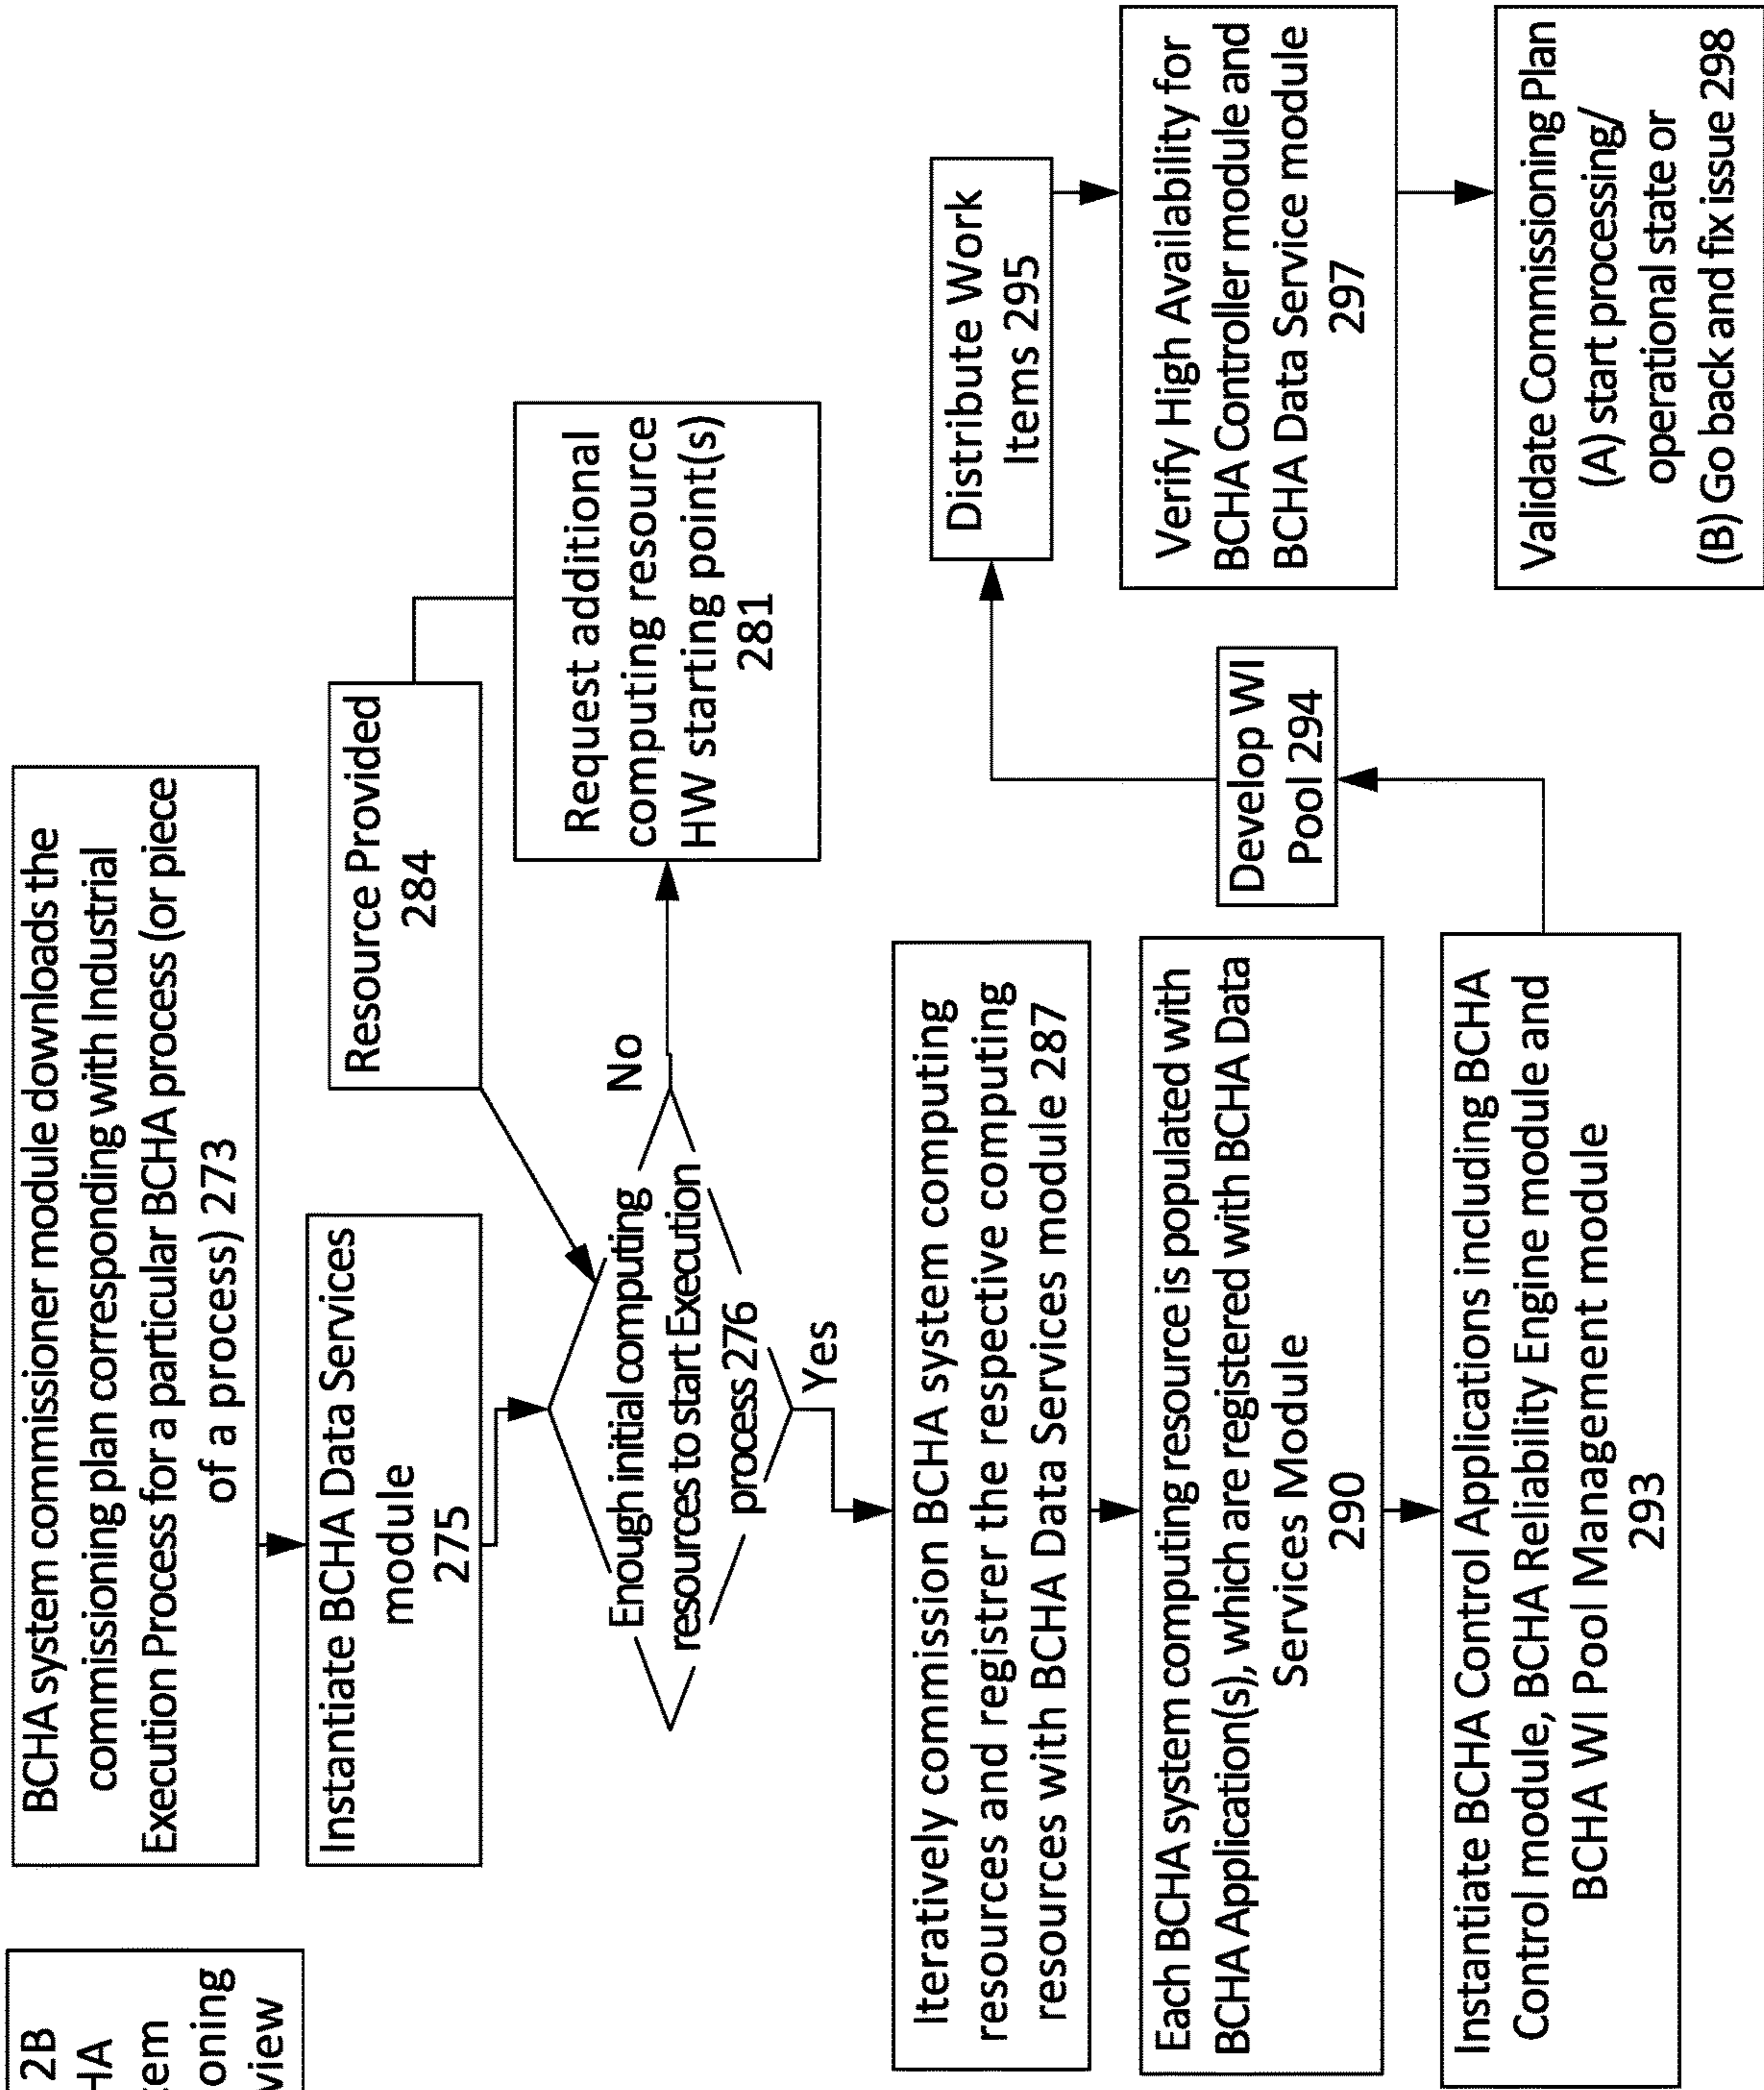 2B
HA
tem
oning
view
BCHA system commissioner module downloads the
commissioning plan corresponding with Industrial
Execution Process for a particular BCHA process (or piece
of a process) 273
Instantiate BCHA Data Services
module
275
Resource Provided
284
Enough initial computing
resources to start Execution
process 276
No
Yes
Request additional
computing resource
HW starting point(s)
281
Iteratively commission BCHA system computing
resources and registrer the respective computing
resources with BCHA Data Services module 287
Each BCHA system computing resource is populated with
BCHA Application(s), which are registered with BCHA Data
Services Module
290
Instantiate BCHA Control Applications including BCHA
Control module, BCHA Reliability Engine module and
BCHA WI Pool Management module
293
Develop WI
Pool 294
Distribute Work
Items 295
Verify High Availability for
BCHA Controller module and
BCHA Data Service module
297
Validate Commissioning Plan
(A) start processing/
operational state or
(B) Go back and fix issue 298